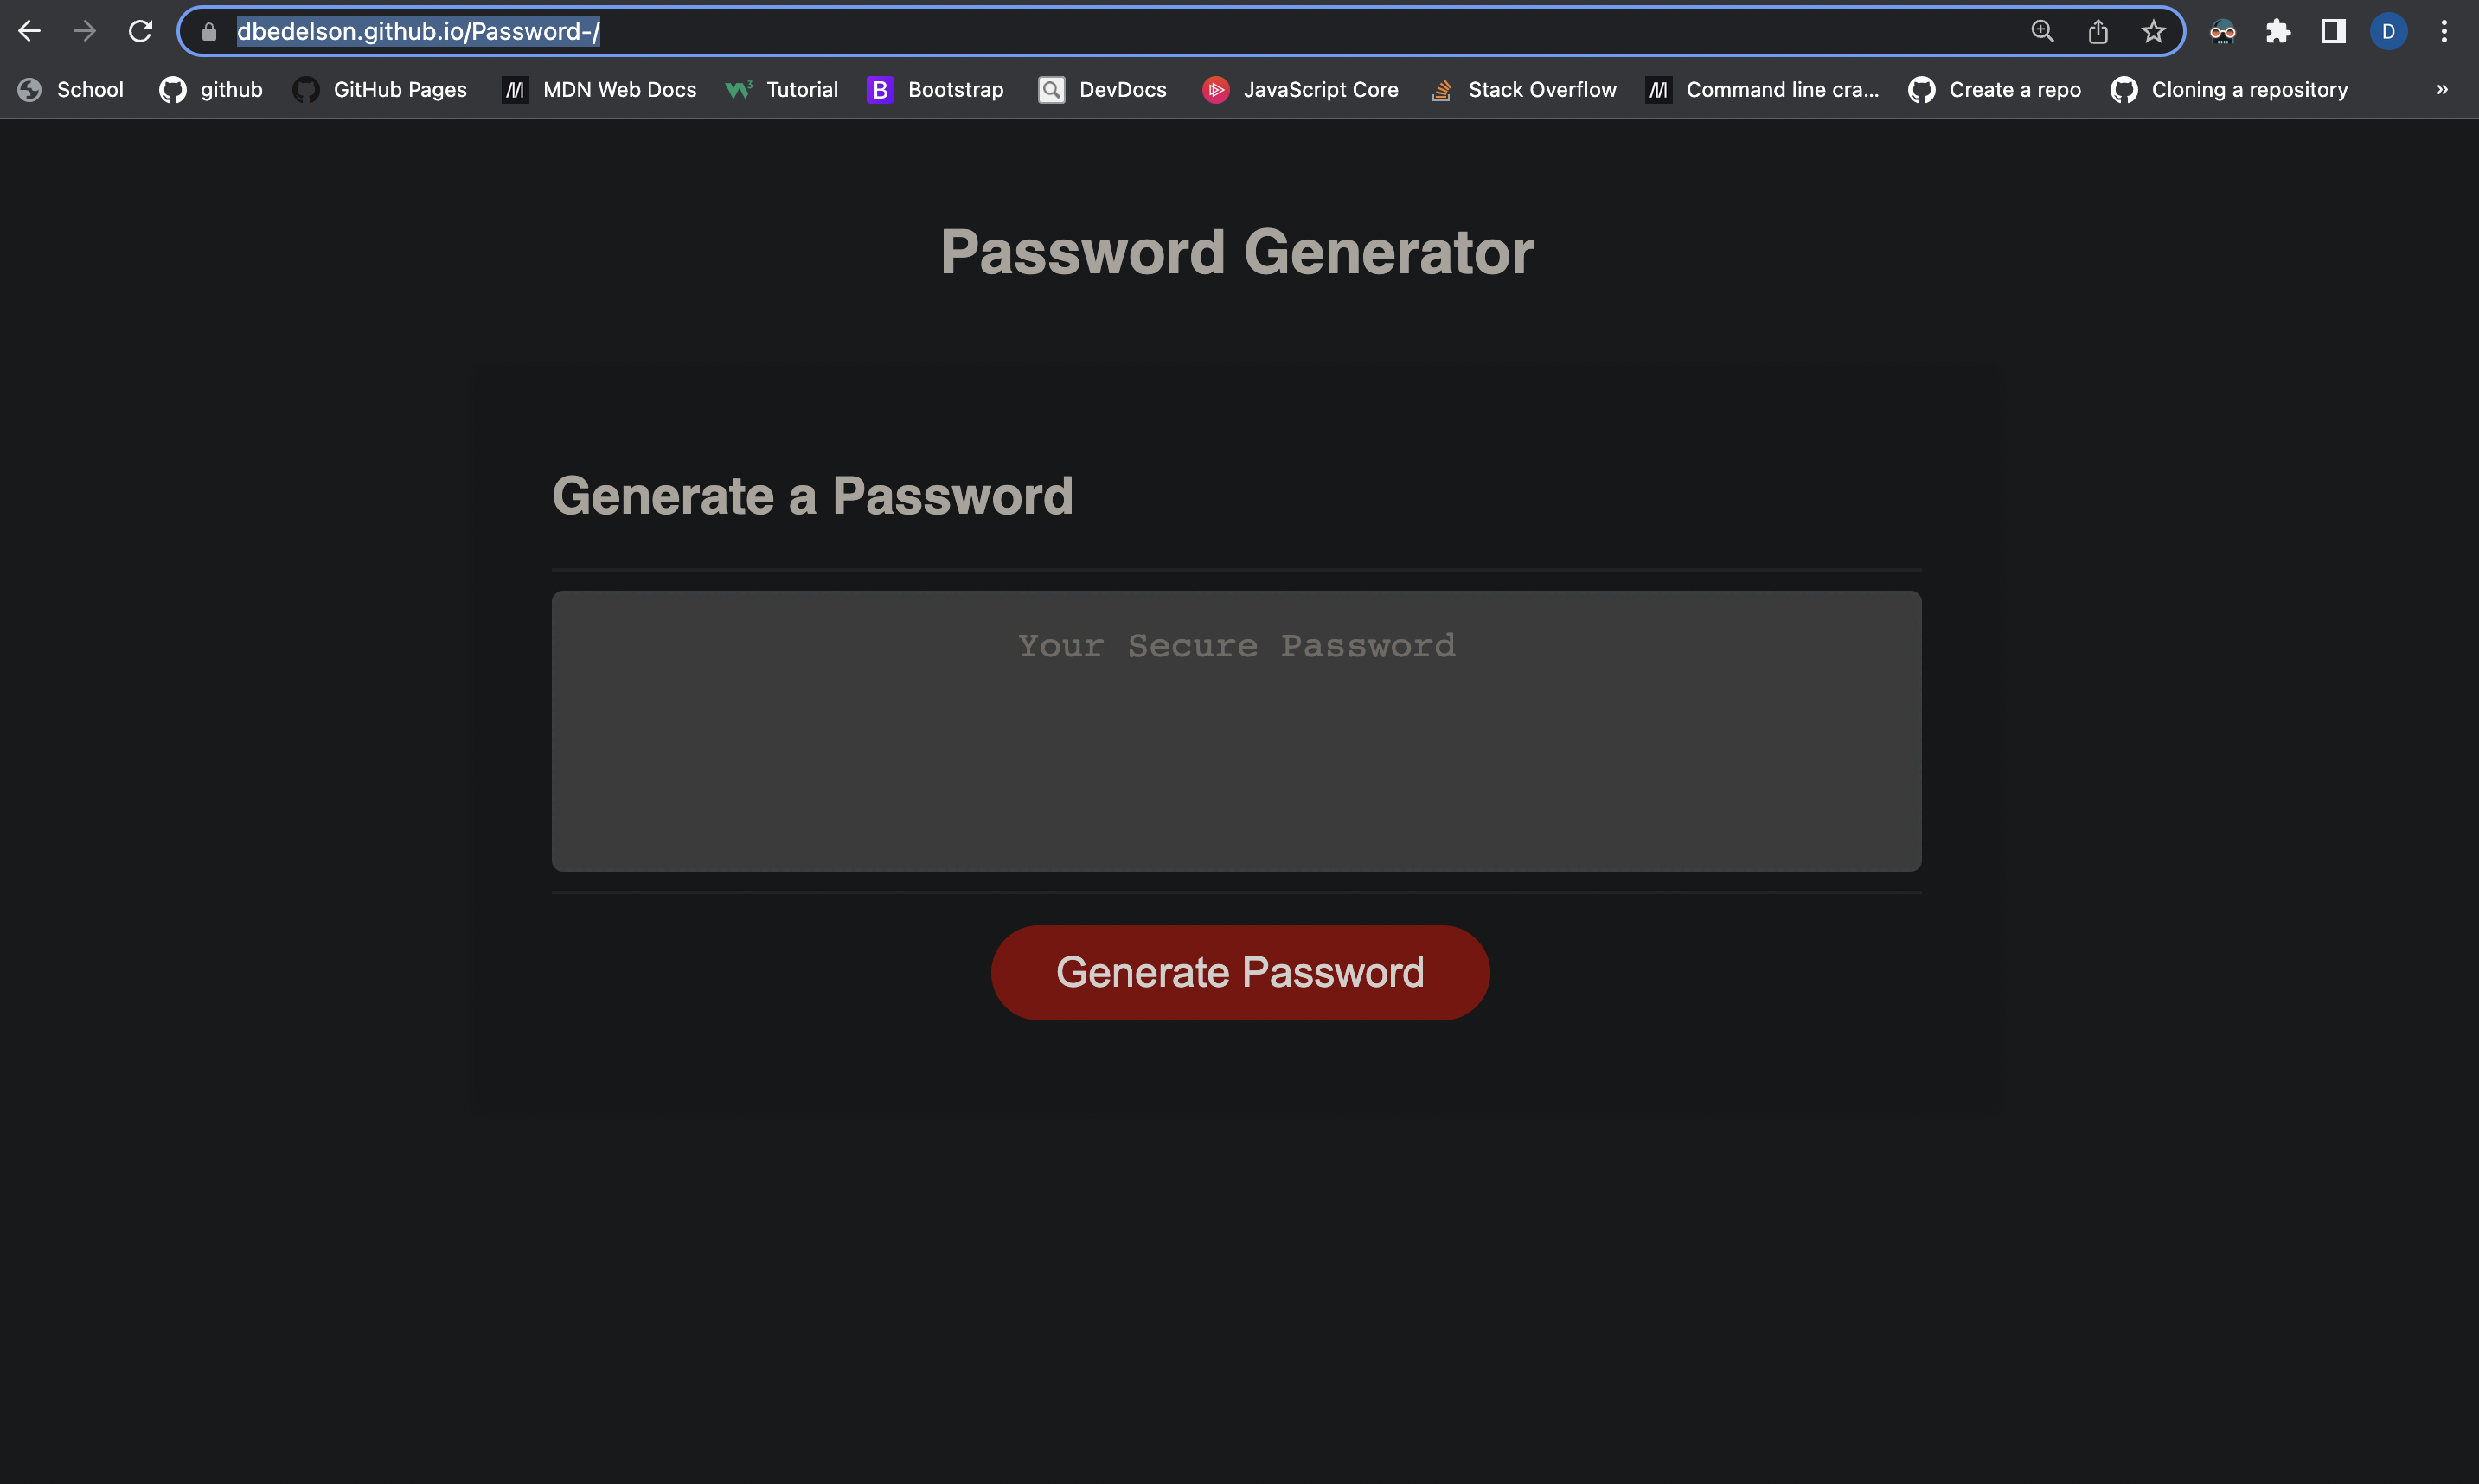 dbedelson.github.io/Password-/
D
School github GitHub Pages MDN Web Docs Tutorial B Bootstrap DevDocs JavaScript Core Stack Overflow Command line cra... Create a repo Cloning a repository »
Password Generator
Generate a Password
Your Secure Password
Generate Password